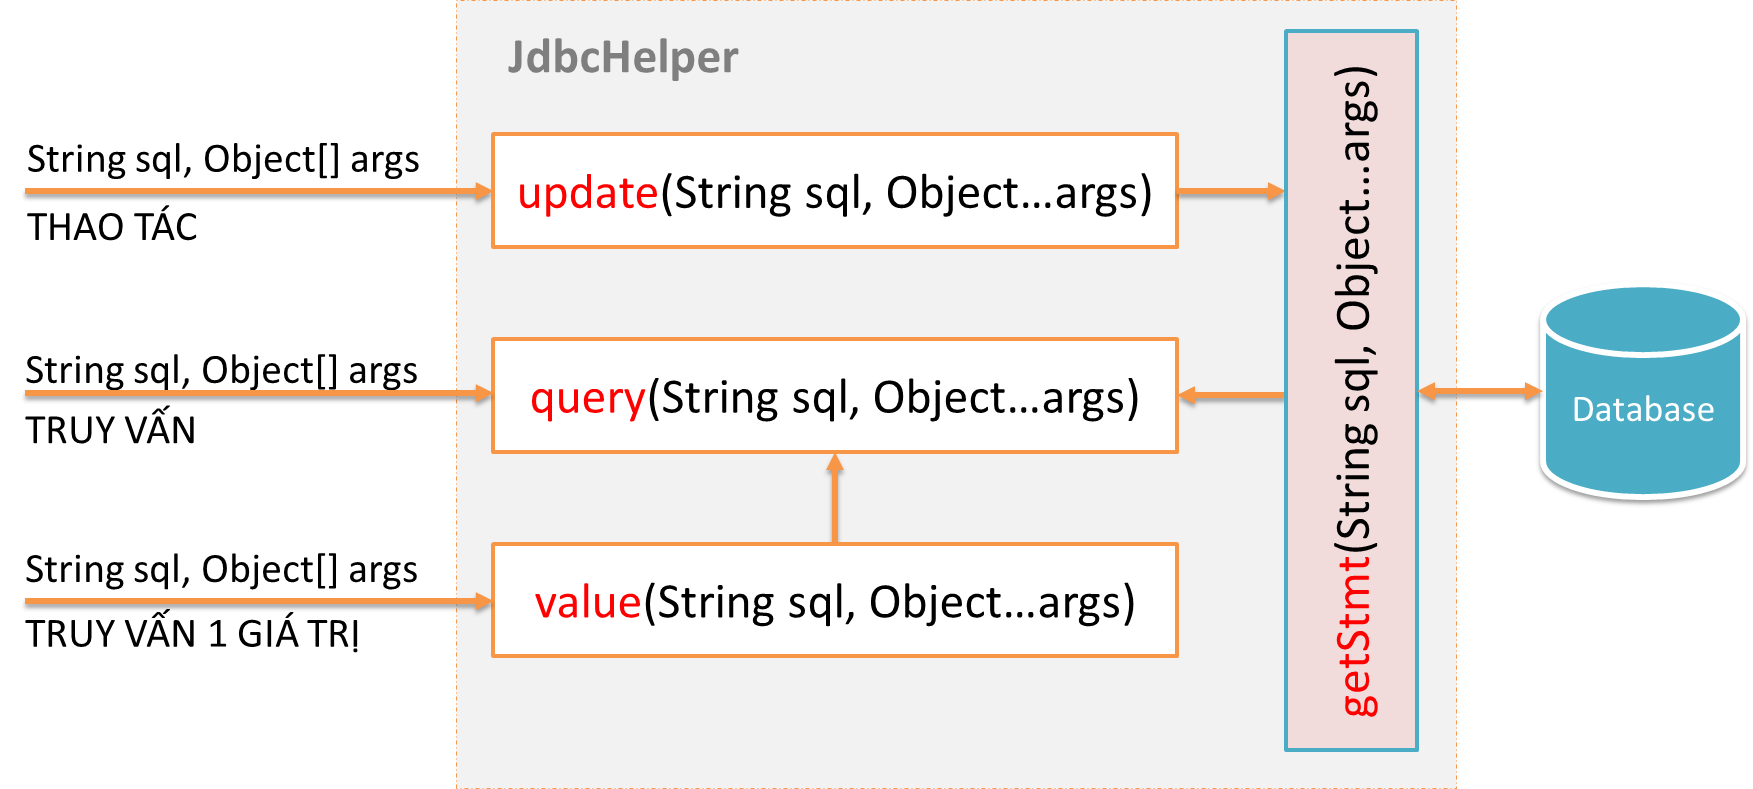 JdbcHelper
String sql, Object[] args
THAO TÁC
update(String sql, Object...args)
String sql, Object[] args
TRUY VẤN
query(String sql, Object...args)
String sql, Object[] args
TRUY VẤN 1 GIÁ TRỊ
value(String sql, Object...args)
getStmt(String sql, Object....args)
Database